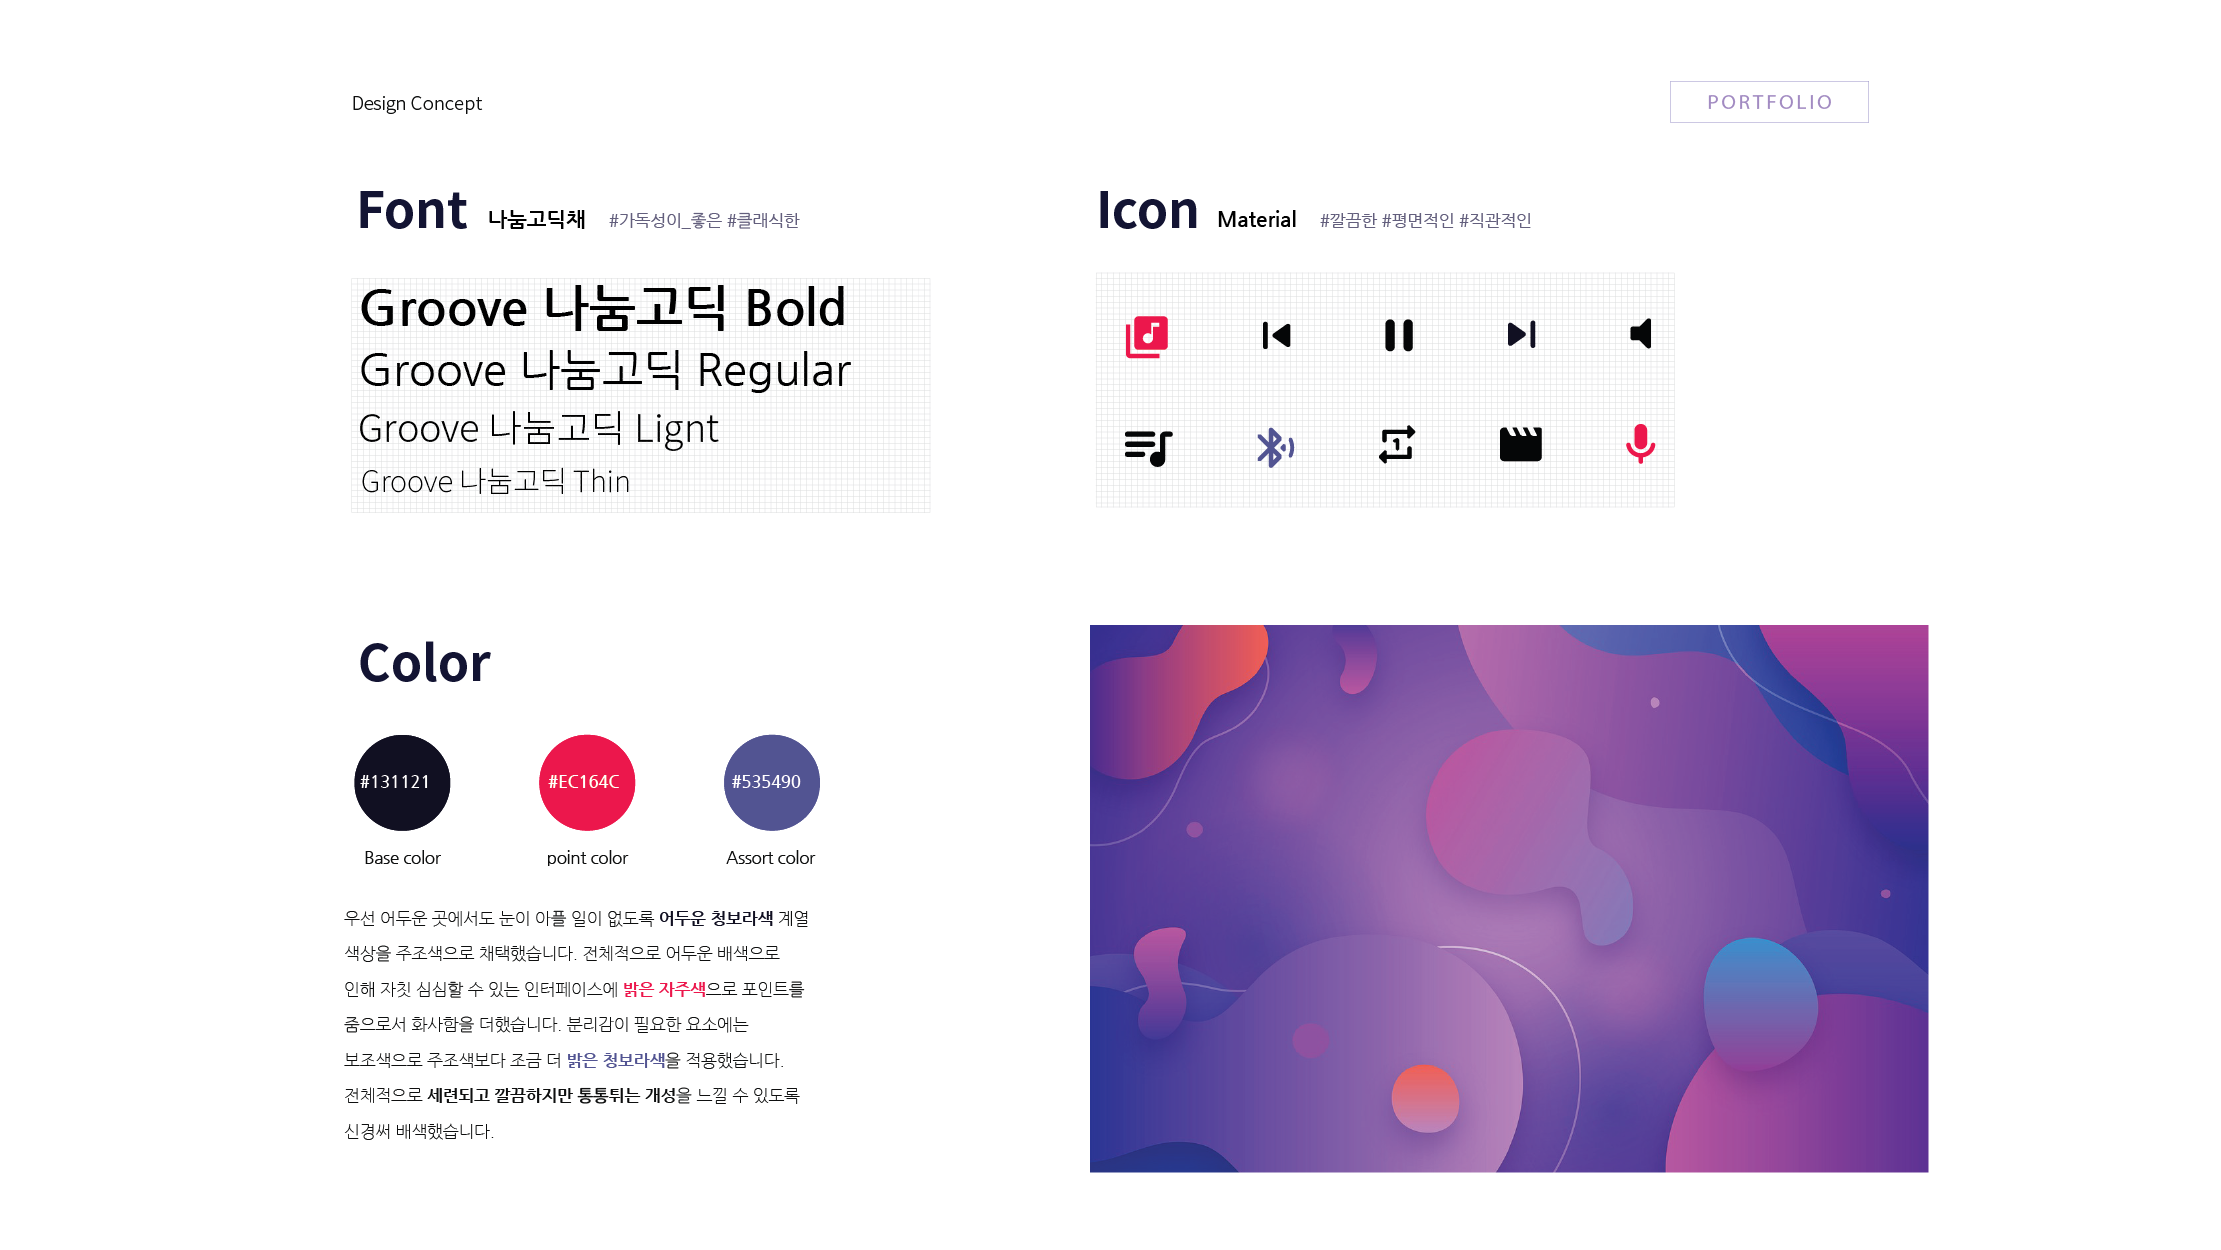 Design Concept
PORTFOLIO
Font 나눔고딕채 #가독성이_좋은 #클래식한
Groove 나눔고딕 Bold
Groove 나눔고딕 Regular
Groove 나눔고딕 Lignt
Groove 나눔고딕 Thin
Icon Material #깔끔한 #평면적인 #직관적인
1
Color
#131121
#EC164C
#535490
Base color
point color
Assort color
우선 어두운 곳에서도 눈이 아플 일이 없도록 어두운 청보라색 계열
색상을 주조색으로 채택했습니다. 전체적으로 어두운 배색으로
인해 자칫 심심할 수 있는 인터페이스에 밝은 자주색으로 포인트를
줌으로서 화사함을 더했습니다. 분리감이 필요한 요소에는
보조색으로 주조색보다 조금 더 밝은 청보라색을 적용했습니다.
전체적으로 세련되고 깔끔하지만 통통튀는 개성을 느낄 수 있도록
신경써 배색했습니다.